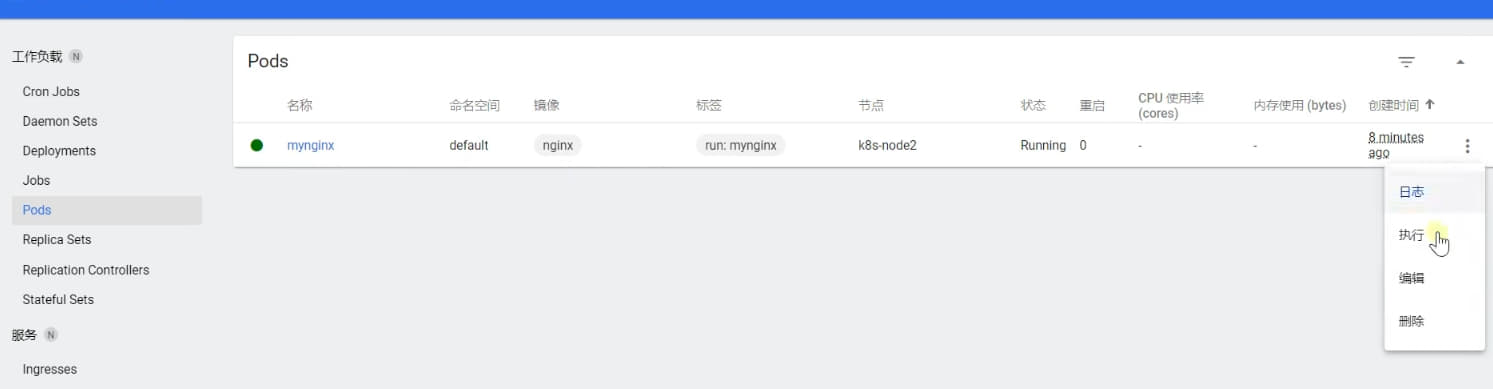 工作负载 N
Cron Jobs
Daemon Sets
Deployments
Jobs
Pods
Replica Sets
Replication Controllers
Stateful Sets
服务 N
Ingresses
Pods
名称 命名空间 镜像 标签 节点 状态 重启 CPU 使用率 (cores) 内存使用 (bytes) 创建时间
mynginx default nginx run: mynginx k8s-node2 Running 0 - - 8 minutes ago
日志
执行
编辑
删除